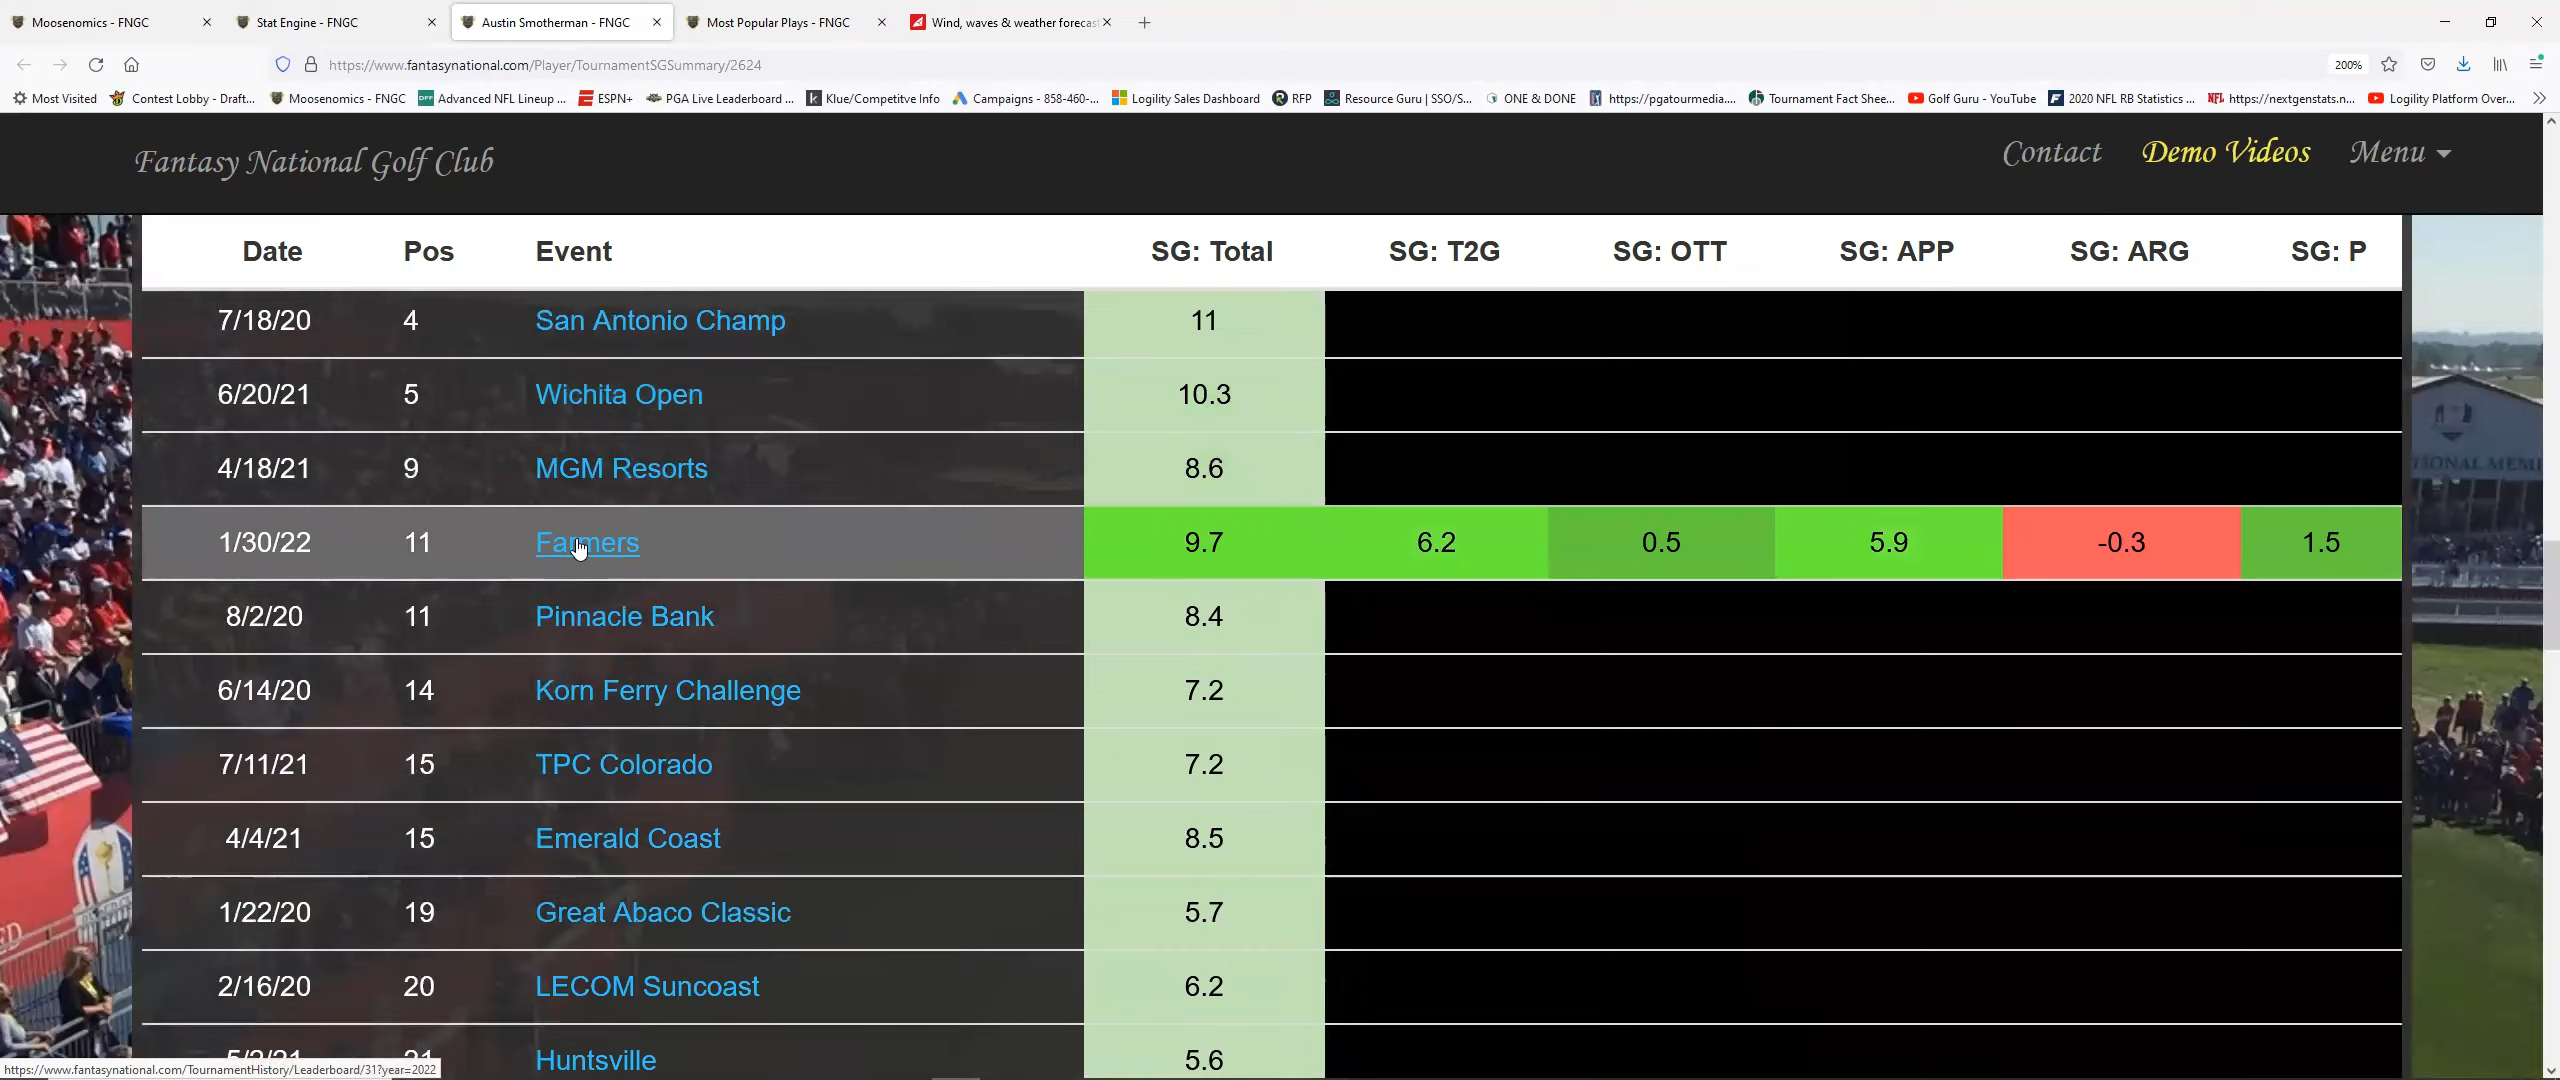 Moosenomics - FNGC
Stat Engine - FNGC
Austin Smotherman - FNGC
Most Popular Plays - FNGC
Wind, waves & weather forecas
https://www.fantasynational.com/Player/TournamentSGSummary/2624
200%
Most Visited
Contest Lobby - Draft...
Moosenomics - FNGC
Advanced NFL Lineup ...
ESPN+
PGA Live Leaderboard ...
Klue/Competitve Info
Campaigns - 858-460-...
Logility Sales Dashboard
RFP
Resource Guru | SSO/S...
ONE & DONE
https://pgatourmedia....
Tournament Fact Shee...
Golf Guru - YouTube
2020 NFL RB Statistics ...
https://nextgenstats.n...
Logility Platform Over...
Fantasy National Golf Club
Contact
Demo Videos
Menu
Date Pos Event SG: Total SG: T2G SG: OTT SG: APP SG: ARG SG: P
7/18/20 4 San Antonio Champ 11
6/20/21 5 Wichita Open 10.3
4/18/21 9 MGM Resorts 8.6
1/30/22 11 Farmers 9.7 6.2 0.5 5.9 -0.3 1.5
8/2/20 11 Pinnacle Bank 8.4
6/14/20 14 Korn Ferry Challenge 7.2
7/11/21 15 TPC Colorado 7.2
4/4/21 15 Emerald Coast 8.5
1/22/20 19 Great Abaco Classic 5.7
2/16/20 20 LECOM Suncoast 6.2
5/2/21 21 Huntsville 5.6
https://www.fantasynational.com/TournamentHistory/Leaderboard/31?year=2022